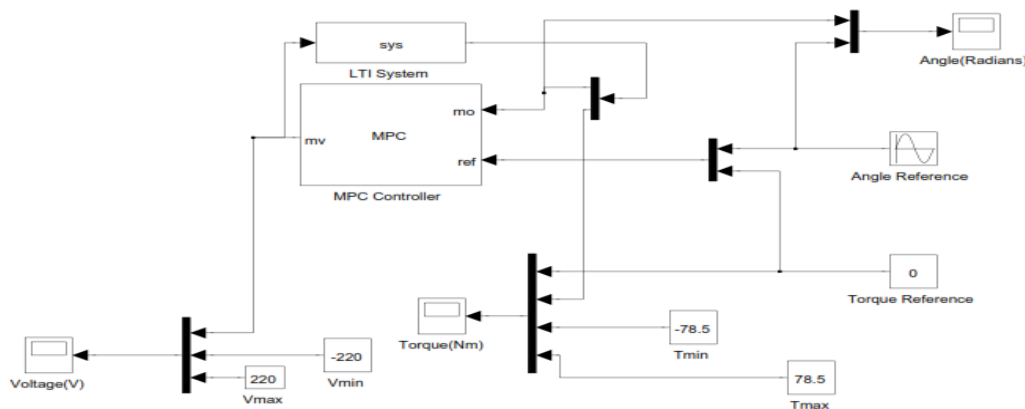 sys
LTI System
Angle(Radians)
mo
MPC
mv
ref
MPC Controller
Angle Reference
0
Torque Reference
Torque(Nm)
-78.5
Tmin
-220
Vmin
Voltage(V)
220
Vmax
78.5
Tmax